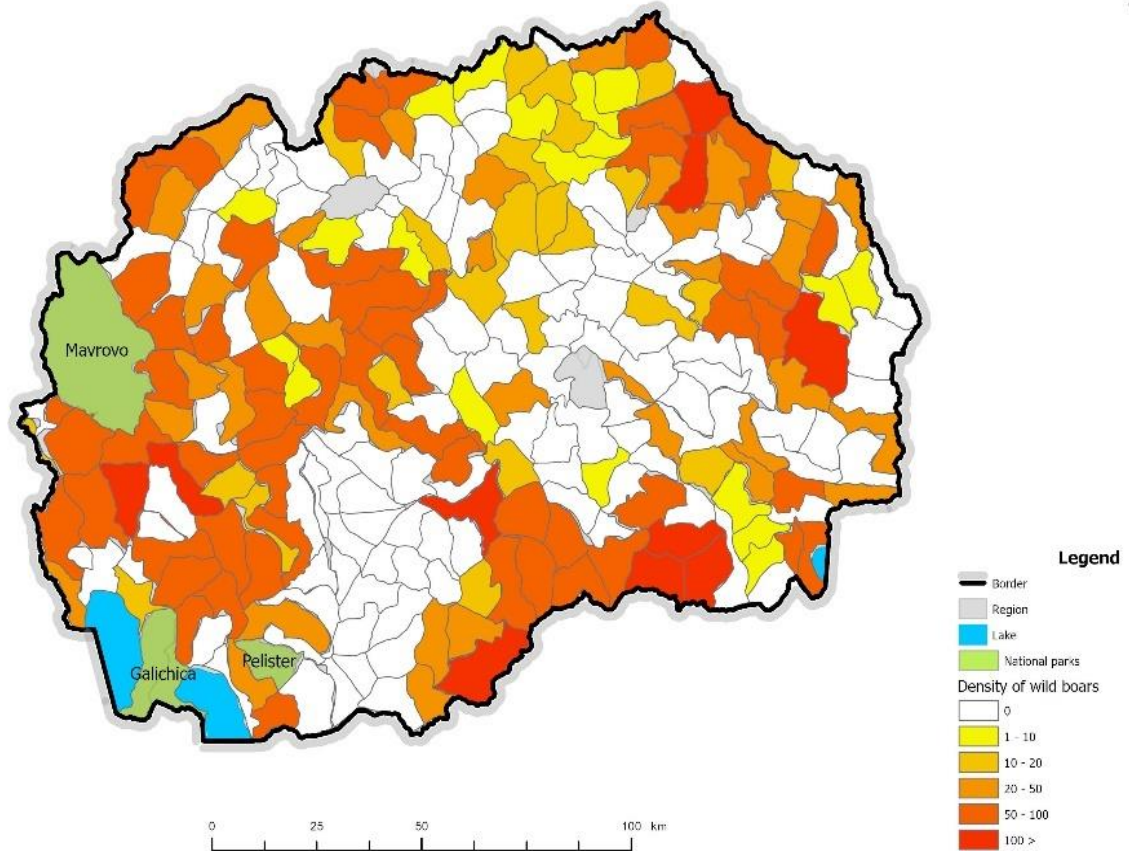 Mavrovo
Galichica
Pelister
Legend
Border
Region
Lake
National parks
Density of wild boars
0
1 - 10
10 - 20
20 - 50
50 - 100
100 >
0 25 50 100 km